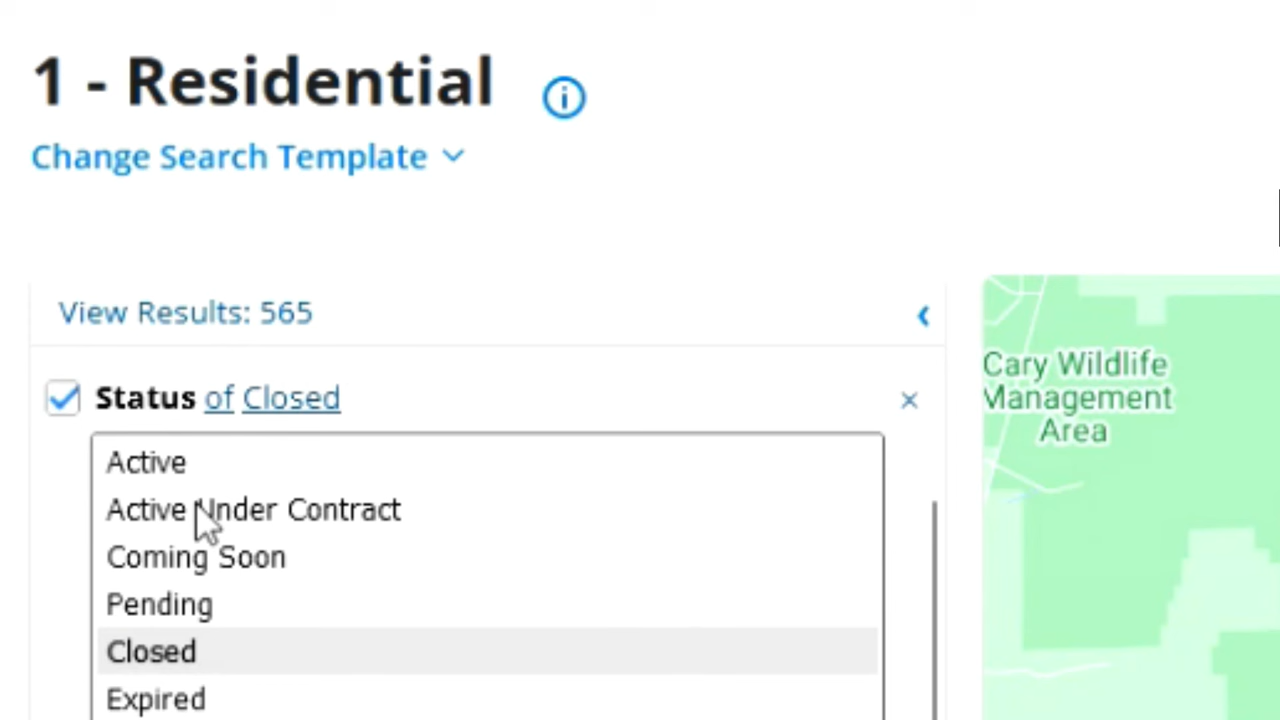 1 - Residential
Change Search Template
View Results: 565
Status of Closed
Active
Active Under Contract
Coming Soon
Pending
Closed
Expired
Cary Wildlife
Management
Area